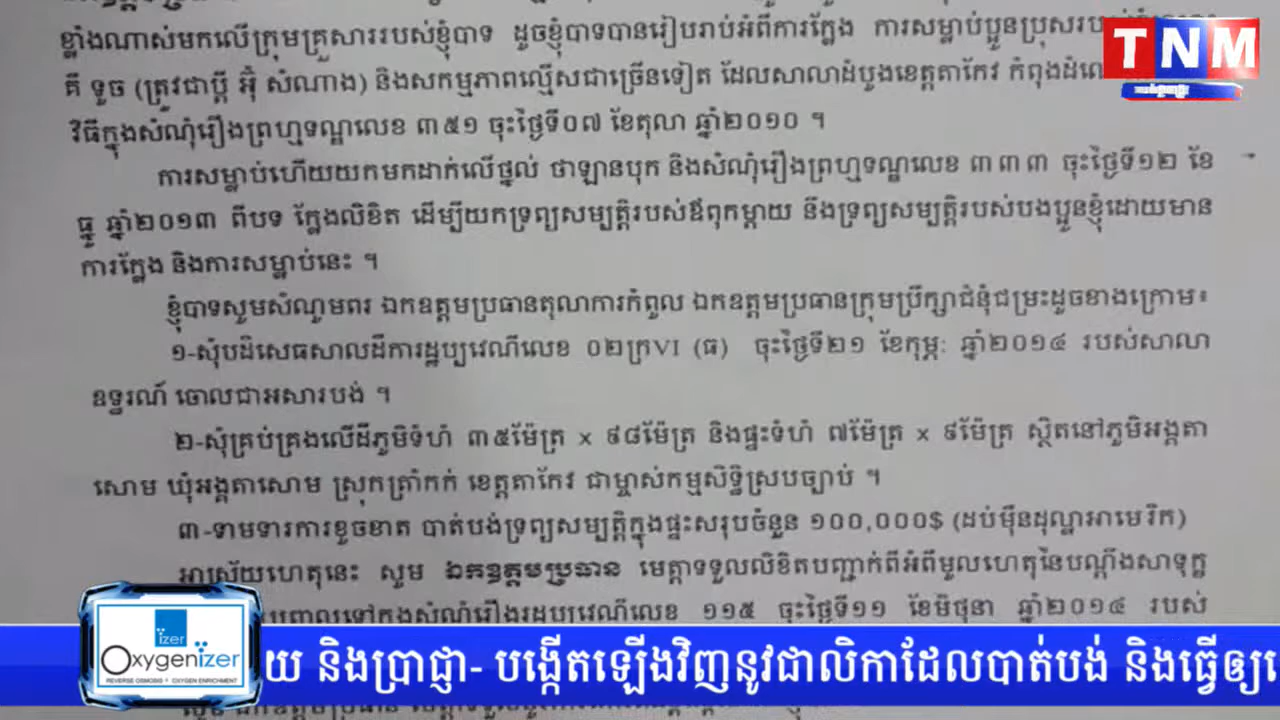 ខ្លាំងណាស់មកលើក្រុមគ្រួសាររបស់ខ្ញុំបាទ ដូចខ្ញុំបាទបានរៀបរាប់អំពីការក្លែង ការសម្លាប់ប្អូនប្រុស
TNM
គឺ ទូច (ត្រូវជាប្តី អ៊ុំ សំណាង) និងសកម្មភាពល្មើសជាច្រើនទៀត ដែលសាលាដំបូងខេត្តតាកែវ កំពុងដំណើ
វិធីក្នុងសំណុំរឿងព្រហ្មទណ្ឌលេខ ៣៥១ ចុះថ្ងៃទី០៧ ខែតុលា ឆ្នាំ២០១០ ។
ការសម្លាប់ហើយយកមកដាក់លើផ្នល់ ថាឡានបុក និងសំណុំរឿងព្រហ្មទណ្ឌលេខ ៣៣៣ ចុះថ្ងៃទី១២ ខែ
ធ្នូ ឆ្នាំ២០១៣ ពីបទ ក្លែងលិខិត ដើម្បីយកទ្រព្យសម្បត្តិរបស់ឪពុកម្តាយ និងទ្រព្យសម្បត្តិរបស់បងប្អូនខ្ញុំដោយមាន
ការក្លែង និងការសម្លាប់នេះ ។
ខ្ញុំបាទសូមសំណូមពរ ឯកឧត្តមប្រធានតុលាការកំពូល ឯកឧត្តមប្រធានក្រុមប្រឹក្សាជំនុំជម្រះដូចខាងក្រោម៖
១-សុំបដិសេធសាលដីការដ្ឋប្បវេណីលេខ ០២ក្រVI (ធ) ចុះថ្ងៃទី២១ ខែកុម្ភៈ ឆ្នាំ២០១៤ របស់សាលា
ឧទ្ធរណ៍ ចោលជាអសារបង់ ។
២-សុំគ្រប់គ្រងលើដីភូមិទំហំ ៣៥ម៉ែត្រ x ៩៨ម៉ែត្រ និងផ្ទះទំហំ ៧ម៉ែត្រ x ៩ម៉ែត្រ ស្ថិតនៅភូមិអង្គតា
សោម ឃុំអង្គតាសោម ស្រុកត្រាំកក់ ខេត្តតាកែវ ជាម្ចាស់កម្មសិទ្ធិស្របច្បាប់ ។
៣-ទាមទារការខូចខាត បាត់បង់ទ្រព្យសម្បត្តិក្នុងផ្ទះសរុបចំនួន ១០០,០០០$ (ដប់ម៉ឺនដុល្លាអាមេរិក)
អាស្រ័យហេតុនេះ សូម ឯកឧត្តមប្រធាន មេត្តាទទួលលិខិតបញ្ជាក់ពីអំពីមូលហេតុនៃបណ្តឹងសាទុក្ខ
ចុះថ្ងៃទី១១ ខែមិថុនា ឆ្នាំ២០១៤ របស់
izer
Oxygenizer
REVERSE OSMOSIS + OXYGEN ENRICHMENT
យ និងប្រាជ្ញា- បង្កើតឡើងវិញនូវជាលិកាដែលបាត់បង់ និងធ្វើឲ្យ